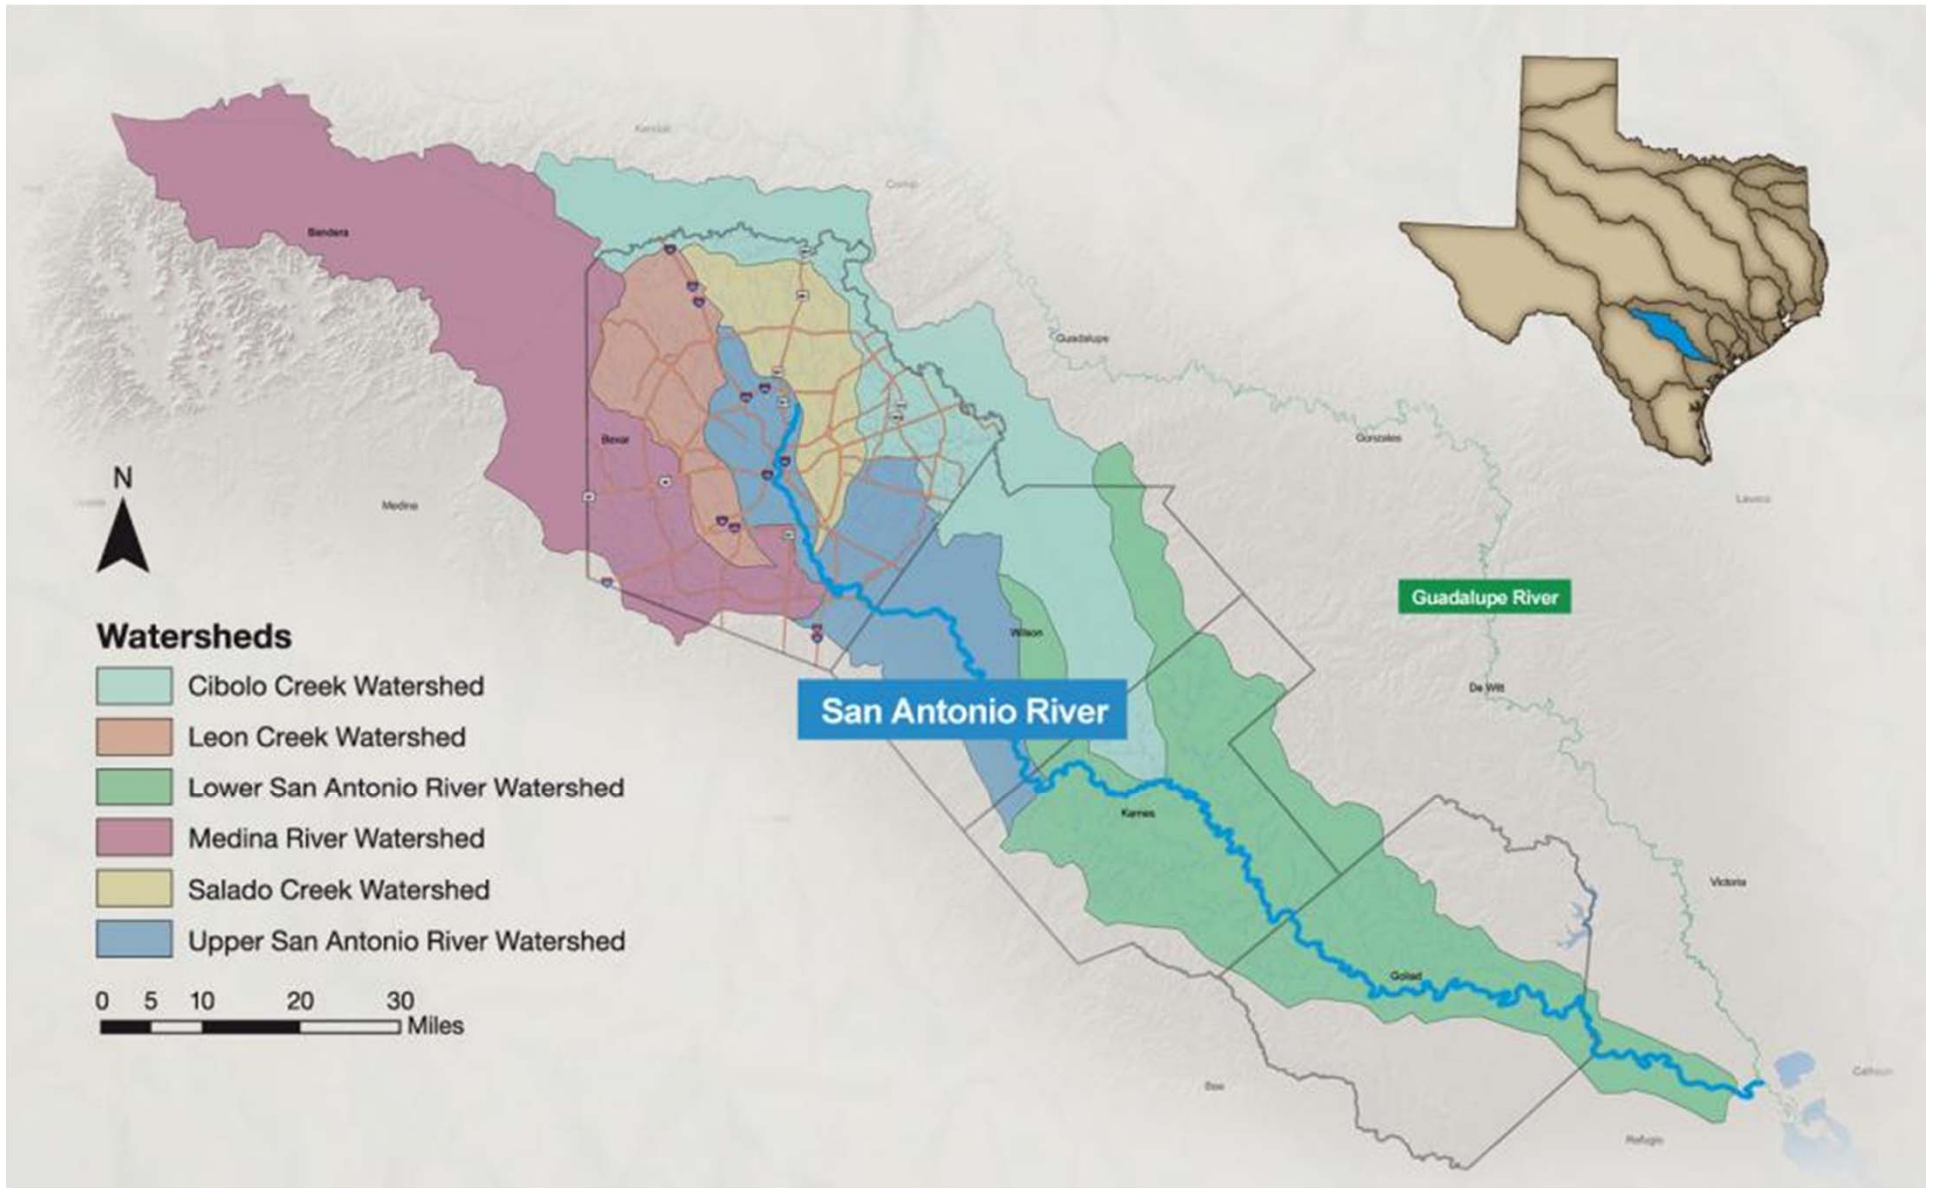 Kendall
Comal
Bandera
Guadalupe
Bexar
Gonzales
Medina
Lavaca
N
Guadalupe River
Wilson
De Witt
Watersheds
San Antonio River
Cibolo Creek Watershed
Leon Creek Watershed
Lower San Antonio River Watershed
Karnes
Medina River Watershed
Salado Creek Watershed
Victoria
Upper San Antonio River Watershed
Goliad
0 5 10 20 30
Miles
Calhoun
Bee
Refugio